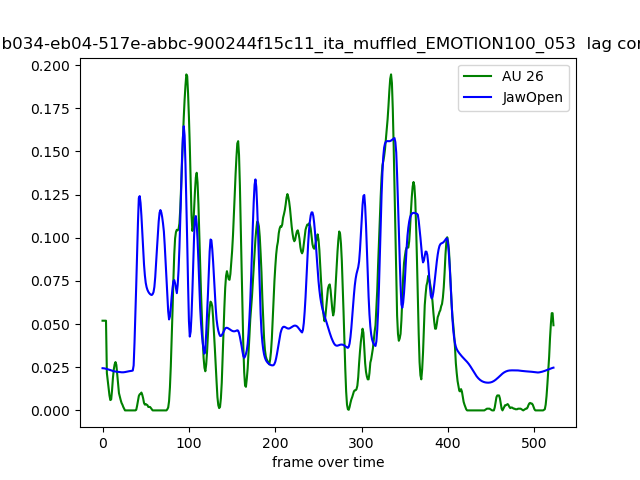 b034-eb04-517e-abbc-900244f15c11_ita_muffled_EMOTION100_053 lag cor
AU 26
JawOpen
0.200
0.175
0.150
0.125
0.100
0.075
0.050
0.025
0.000
0 100 200 300 400 500
frame over time